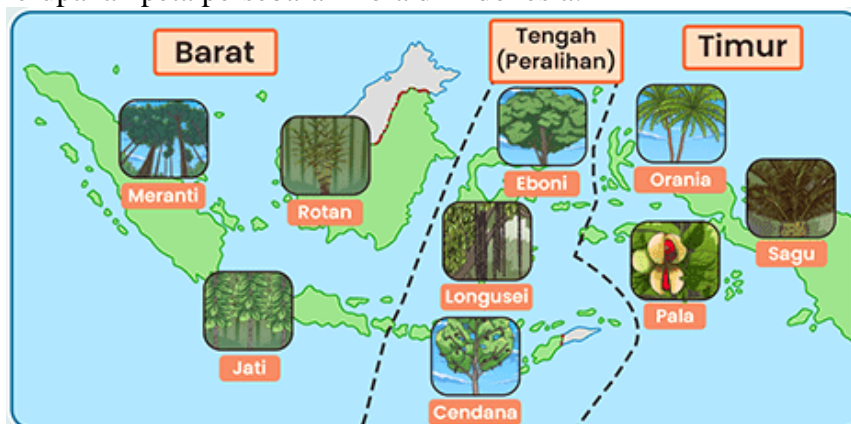 Barat
Tengah
(Peralihan)
Timur
Meranti
Rotan
Eboni
Orania
Sagu
Longusei
Pala
Jati
Cendana